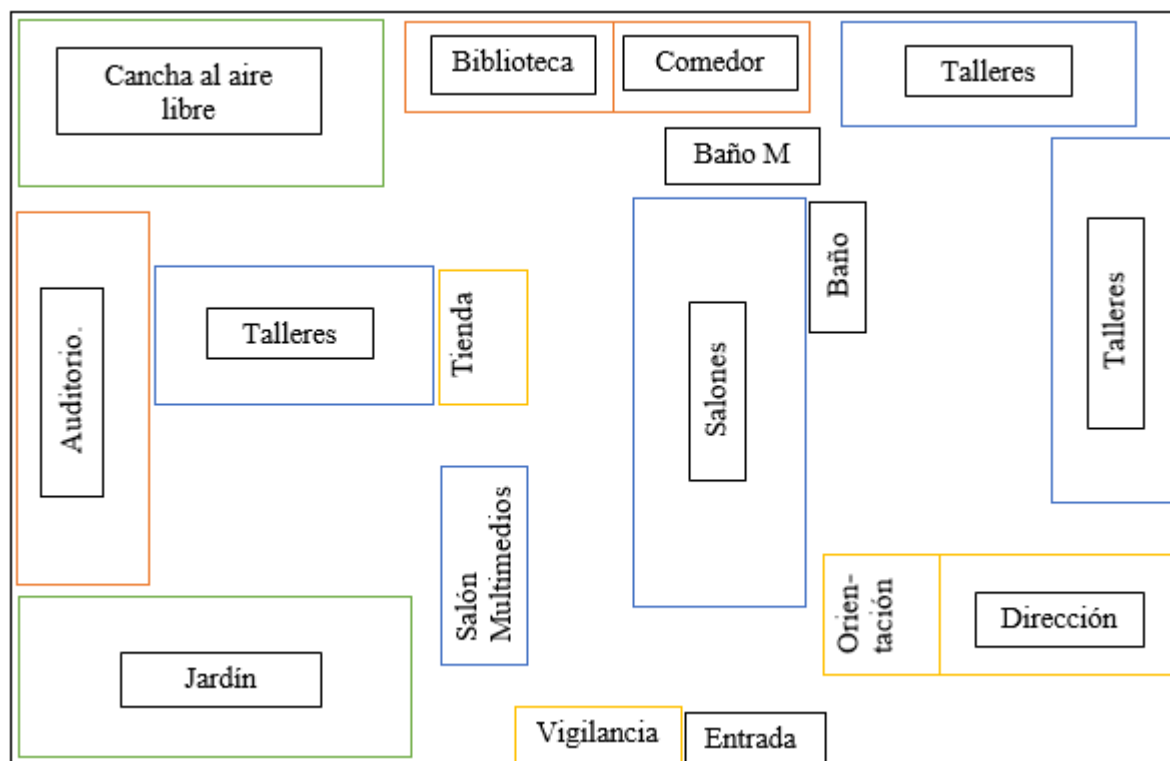 Cancha al aire
libre
Biblioteca
Comedor
Talleres
Baño M
Baño
Talleres
Tienda
Salones
Talleres
Auditorio.
Salón
Multimedios
Orien-
tación
Dirección
Jardín
Vigilancia
Entrada